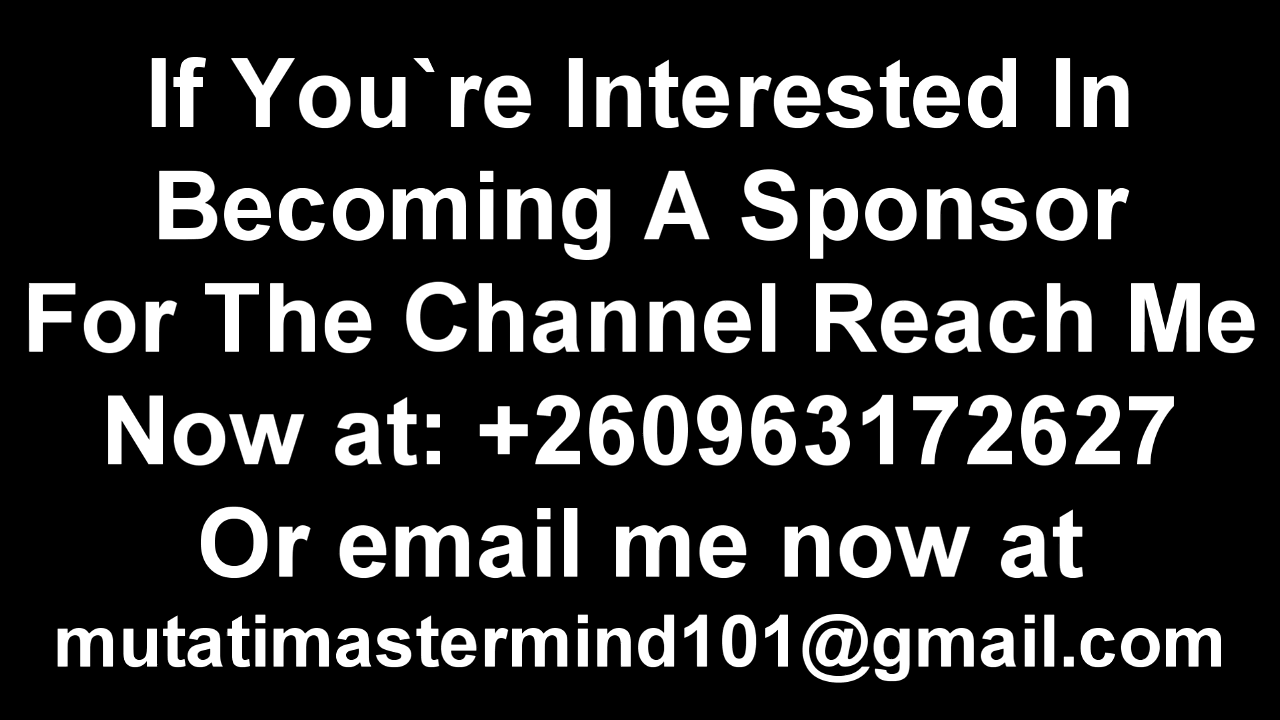 If You`re Interested In
Becoming A Sponsor
For The Channel Reach Me
Now at: +260963172627
Or email me now at
mutatimastermind101@gmail.com